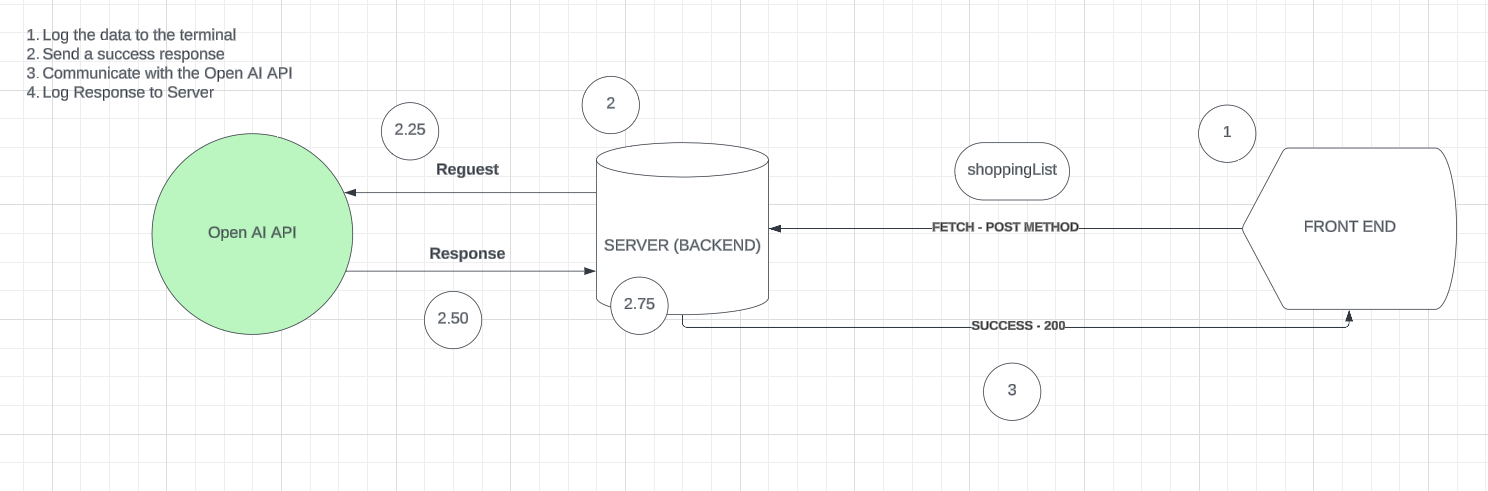 1. Log the data to the terminal
2. Send a success response
3. Communicate with the Open AI API
4. Log Response to Server
2
2.25
1
Reguest
shoppingList
FETCH - POST METHOD
FRONT END
Open AI API
SERVER (BACKEND)
Response
2.75
2.50
SUCCESS - 200
3